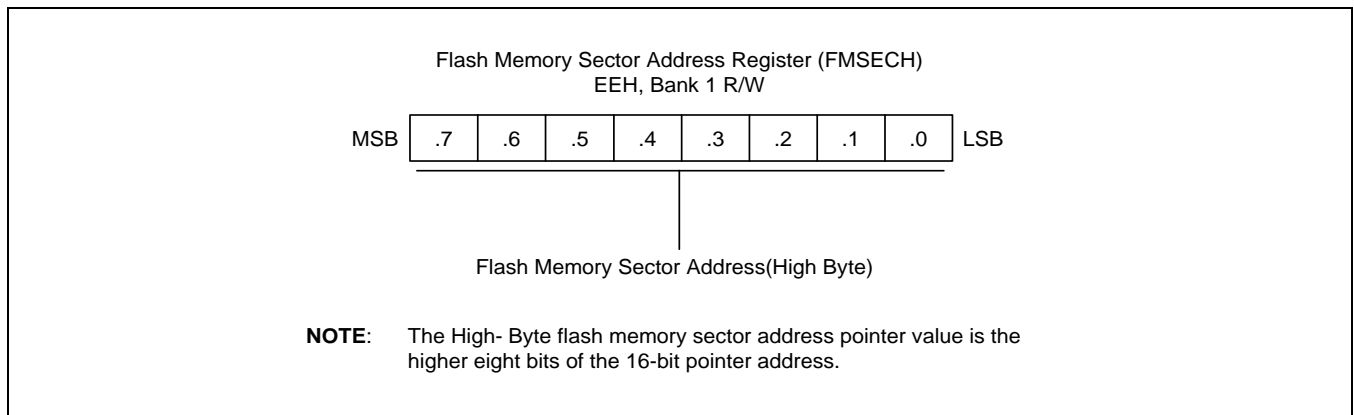 Flash Memory Sector Address Register (FMSECH)
EEH, Bank 1 R/W
MSB .7 .6 .5 .4 .3 .2 .1 .0 LSB
Flash Memory Sector Address(High Byte)
NOTE: The High- Byte flash memory sector address pointer value is the
higher eight bits of the 16-bit pointer address.